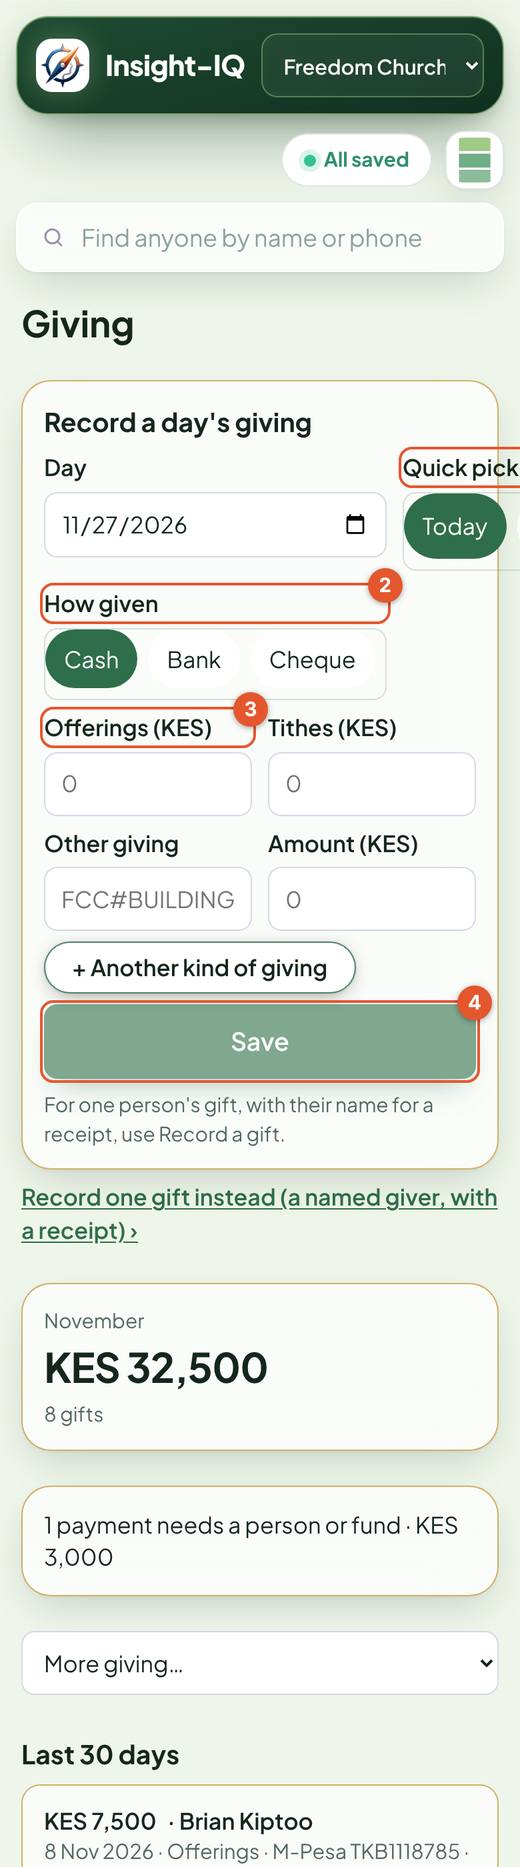 Insight-IQ
Freedom Church
All saved
Find anyone by name or phone
Giving
Record a day's giving
Day
Quick pick
11/27/2026
Today
How given
2
Cash
Bank
Cheque
Offerings (KES)
3
Tithes (KES)
0
0
Other giving
Amount (KES)
FCC#BUILDING
0
+ Another kind of giving
4
Save
For one person's gift, with their name for a
receipt, use Record a gift.
Record one gift instead (a named giver, with
a receipt) ›
November
KES 32,500
8 gifts
1 payment needs a person or fund · KES
3,000
More giving...
Last 30 days
KES 7,500 · Brian Kiptoo
8 Nov 2026 · Offerings · M-Pesa TKB1118785 ·